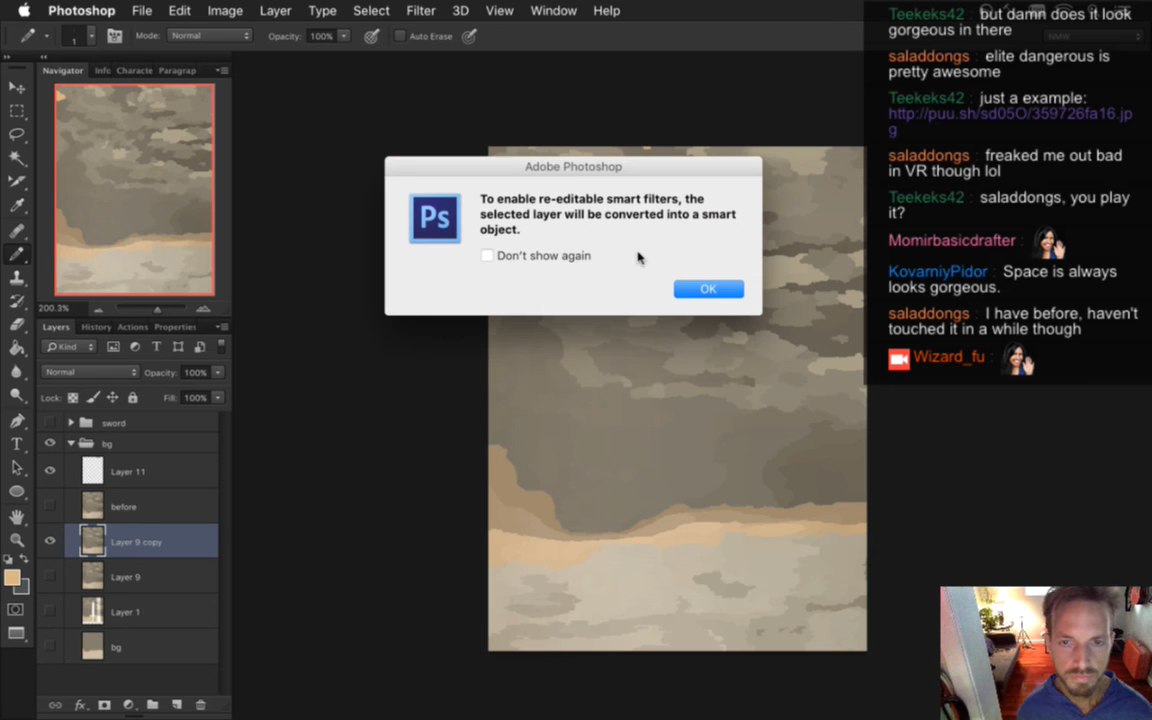 Photoshop File Edit Image Layer Type Select Filter 3D View Window Help
1 Mode: Normal Opacity: 100% Auto Erase
Navigator Info Characte Paragrap
200.3%
Layers History Actions Properties
Kind
Normal Opacity: 100%
Lock: Fill: 100%
sword
bg
Layer 11
before
Layer 9 copy
Layer 9
Layer 1
bg
Adobe Photoshop
Ps
To enable re-editable smart filters, the
selected layer will be converted into a smart
object.
Don't show again
OK
Teekeks42 : but damn does it look
gorgeous in there
saladdongs : elite dangerous is
pretty awesome
Teekeks42 : just a example:
http://puu.sh/sd05O/359726fa16.jp
g
saladdongs : freaked me out bad
in VR though lol
Teekeks42 : saladdongs, you play
it?
Momirbasicdrafter :
KovarniyPidor : Space is always
looks gorgeous.
saladdongs : I have before, haven't
touched it in a while though
Wizard_fu :